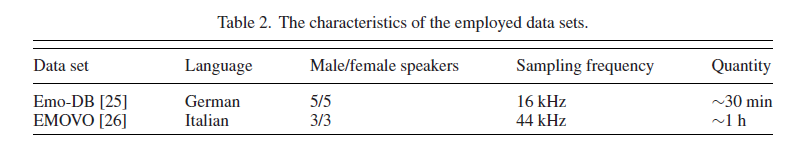 Table 2. The characteristics of the employed data sets.
Data set Language Male/female speakers Sampling frequency Quantity
Emo-DB [25] German 5/5 16 kHz ∼30 min
EMOVO [26] Italian 3/3 44 kHz ∼1 h